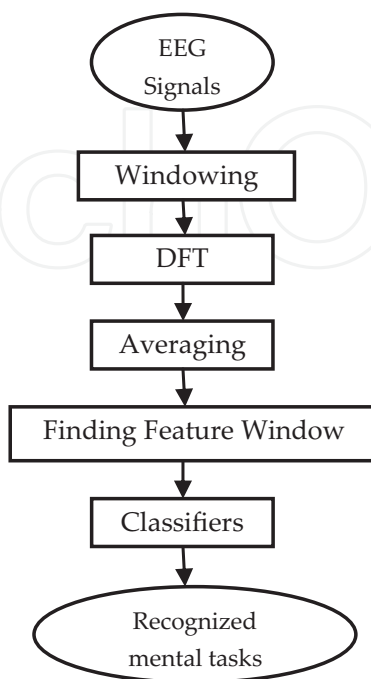 EEG
Signals
Windowing
DFT
Averaging
Finding Feature Window
Classifiers
Recognized
mental tasks